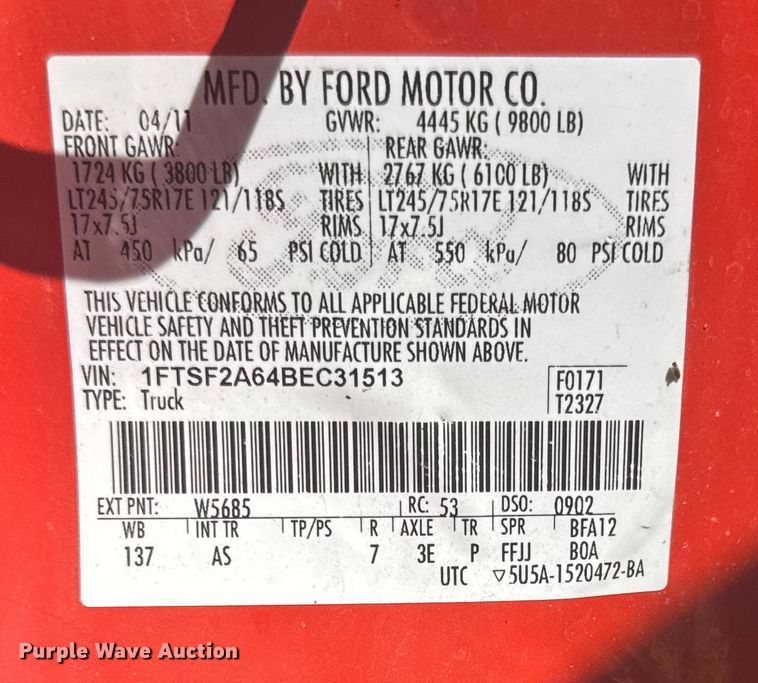 MFD. BY FORD MOTOR CO.
DATE: 04/11 GVWR: 4445 KG ( 9800 LB)
FRONT GAWR: REAR GAWR:
1724 KG ( 3800 LB) WITH 2767 KG ( 6100 LB) WITH
LT245/75R17E 121/118S TIRES LT245/75R17E 121/118S TIRES
17x7.5J RIMS 17x7.5J RIMS
AT 450 kPa/ 65 PSI COLD AT 550 kPa/ 80 PSI COLD
THIS VEHICLE CONFORMS TO ALL APPLICABLE FEDERAL MOTOR
VEHICLE SAFETY AND THEFT PREVENTION STANDARDS IN
EFFECT ON THE DATE OF MANUFACTURE SHOWN ABOVE.
VIN: 1FTSF2A64BEC31513 F0171
TYPE: Truck T2327
EXT PNT: W5685 RC: 53 DSO: 0902
WB INT TR TP/PS R AXLE TR SPR BFA12
137 AS 7 3E P FFJJ BOA
UTC ▽5U5A-1520472-BA
Purple Wave Auction